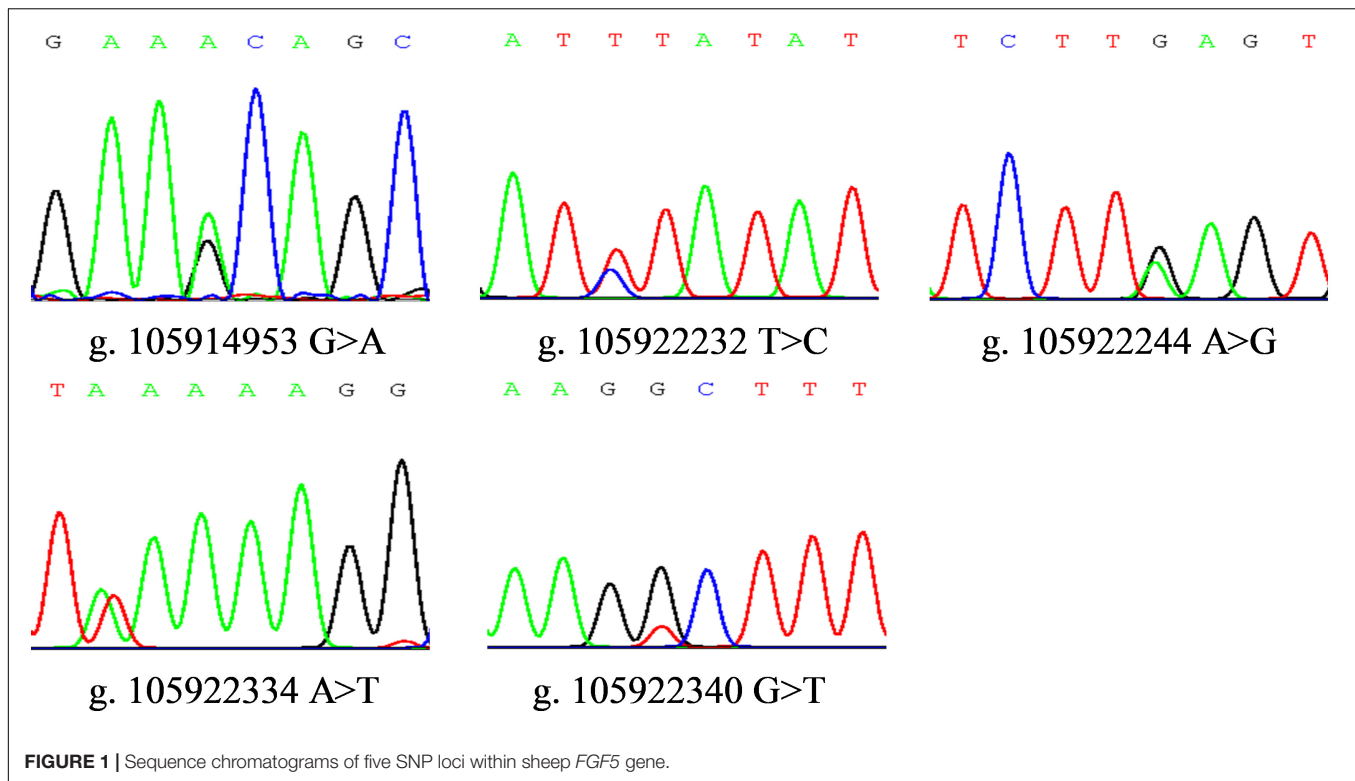 G A A A C A G C
A T T T A T A T
T C T T G A G T
g. 105914953 G>A
g. 105922232 T>C
g. 105922244 A>G
T A A A A A G G
A A G G C T T T
g. 105922334 A>T
g. 105922340 G>T
FIGURE 1 | Sequence chromatograms of five SNP loci within sheep FGF5 gene.